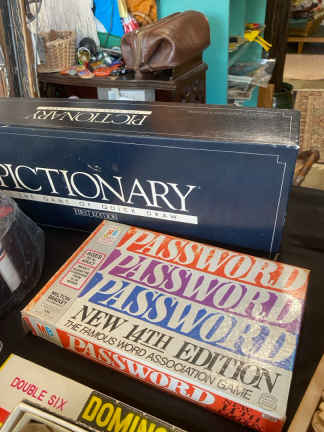 PICTIONARY
PICTIONARY
THE GAME OF QUICK DRAW
FIRST EDITION
PASSWORD
PASSWORD
PASSWORD
NEW 14TH EDITION
THE FAMOUS WORD ASSOCIATION GAME
MILTON
BRADLEY
MB
PASSWORD
DOUBLE SIX